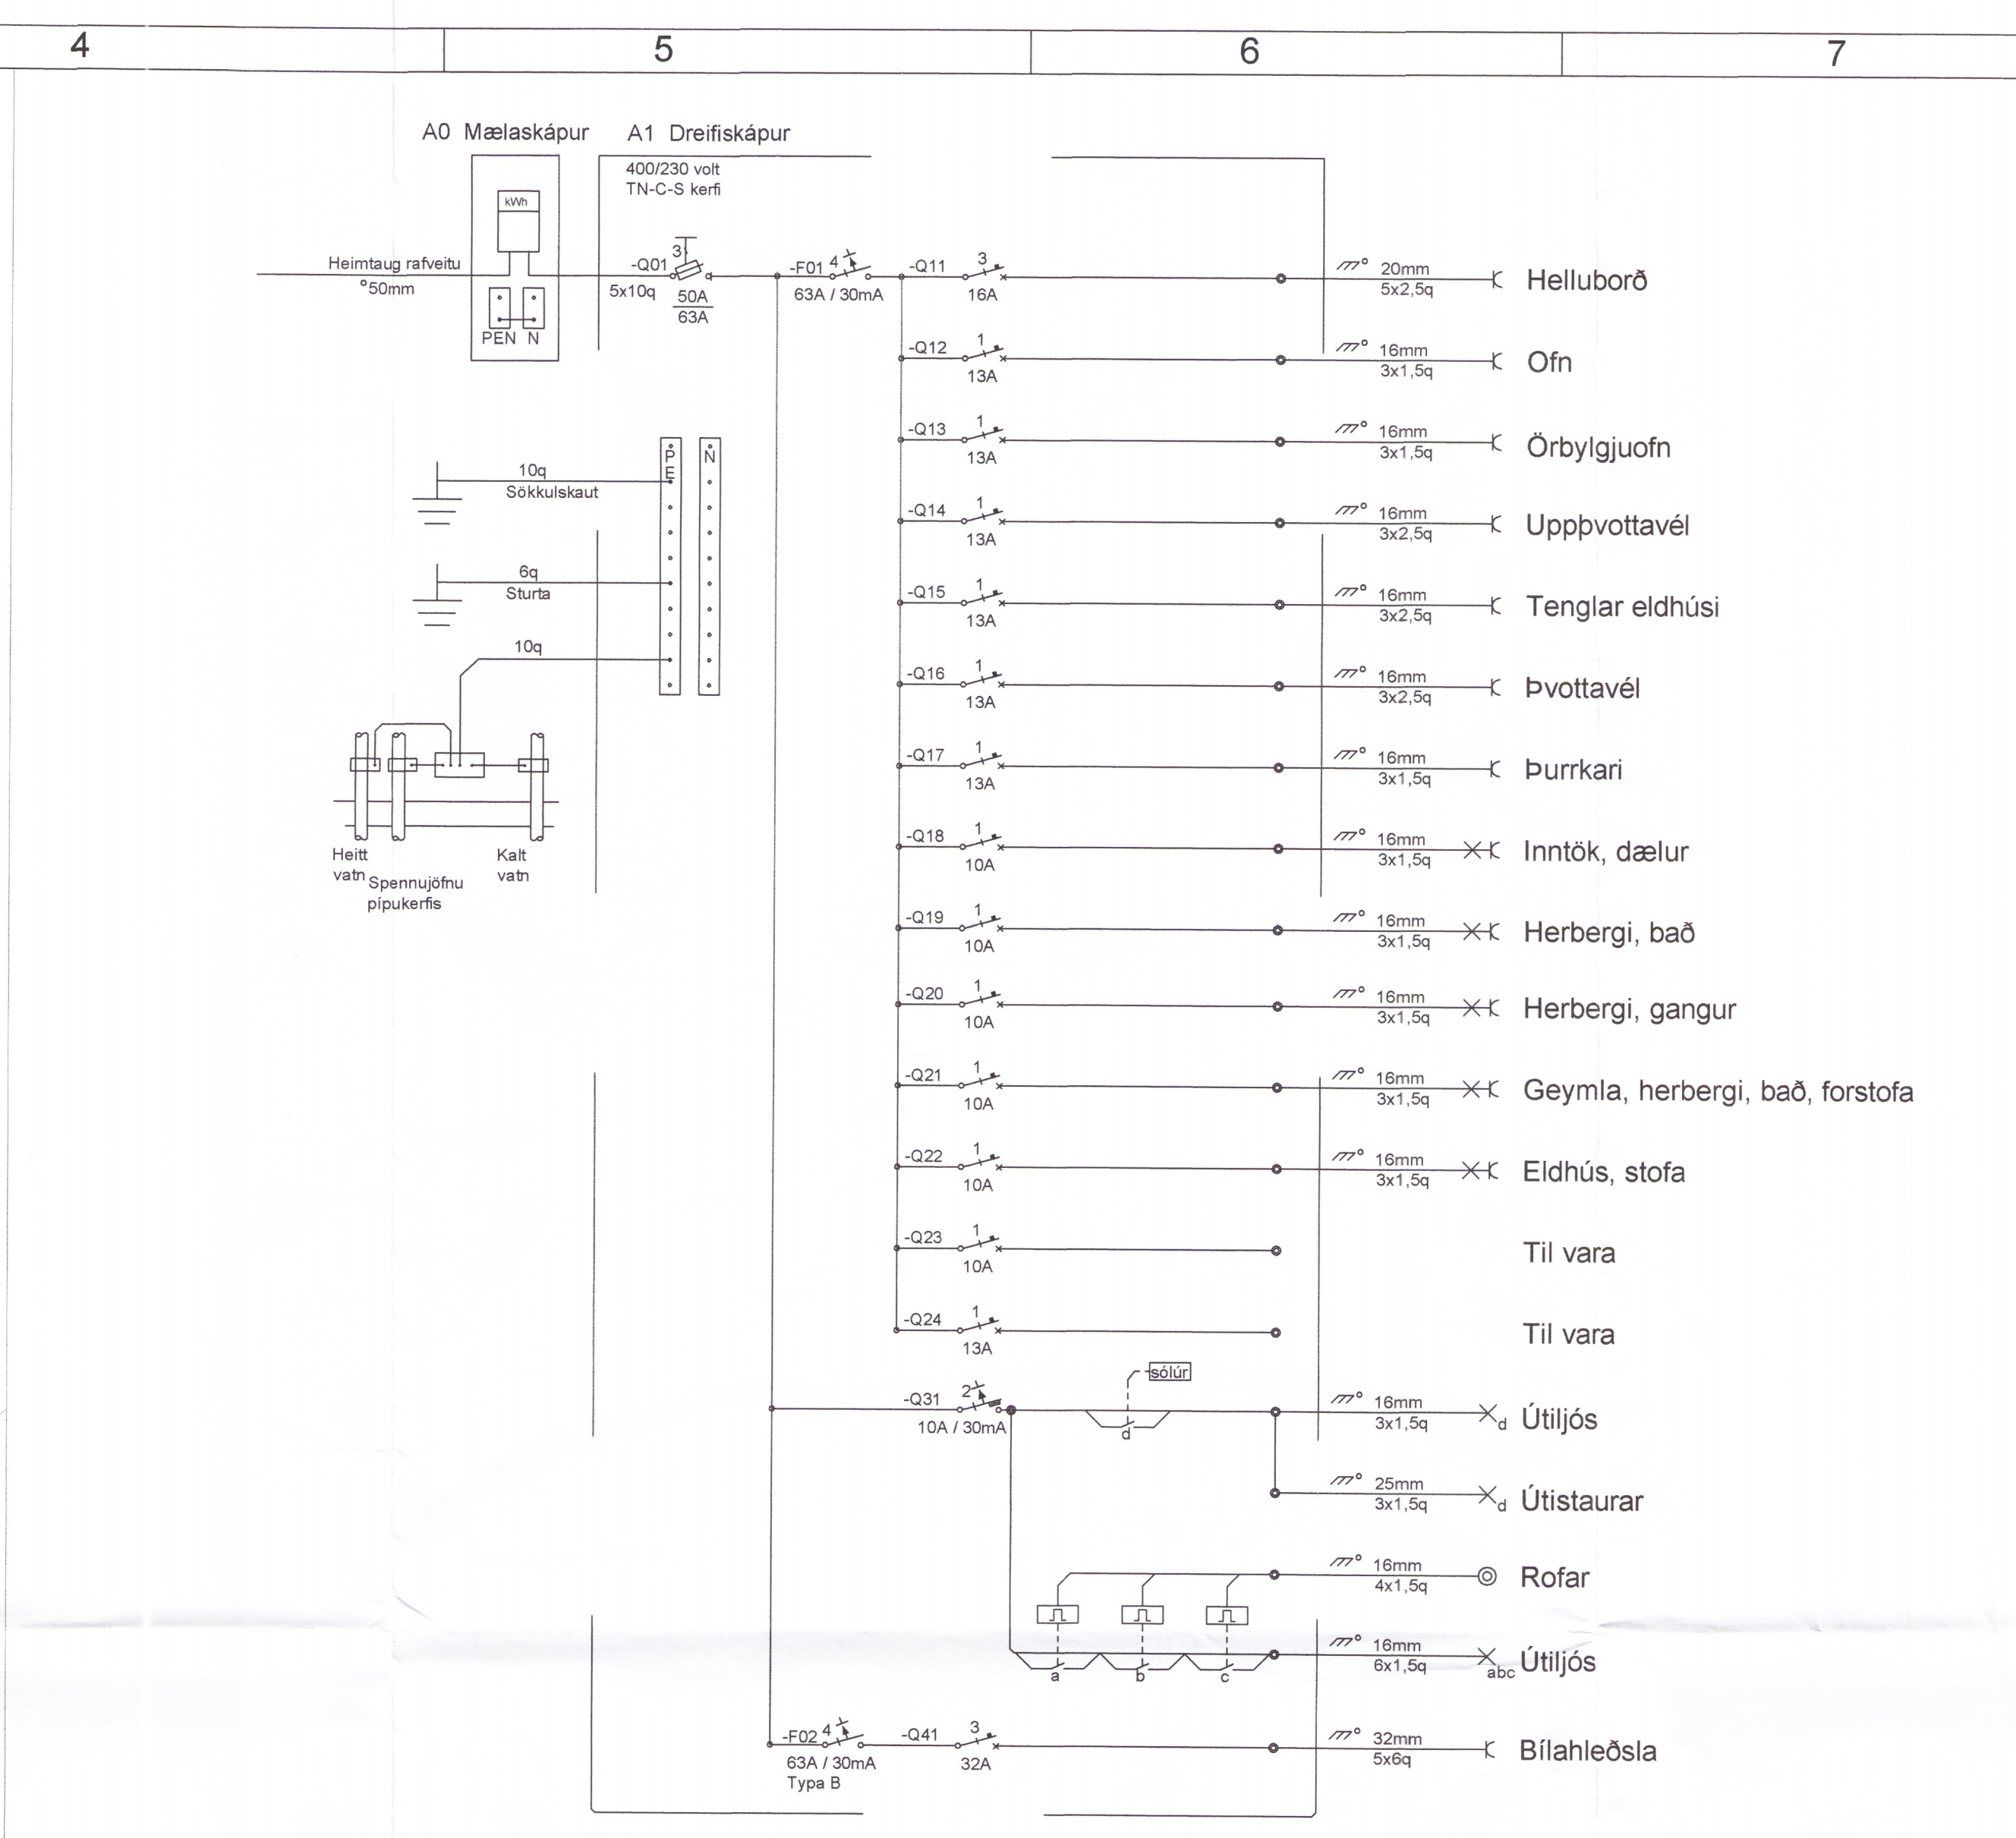 4 5 6 7
A0 Mælaskápur
A1 Dreifiskápur
400/230 volt
TN-C-S kerfi
kWh
Heimtaug rafveitu
°50mm
PEN N
-Q01
3
5x10q
50A
63A
-F01
4
63A / 30mA
-Q11
3
16A
20mm
5x2,5q
Helluborð
-Q12
1
13A
16mm
3x1,5q
Ofn
-Q13
1
13A
16mm
3x1,5q
Örbylgjuofn
-Q14
1
13A
16mm
3x2,5q
Uppþvottavél
-Q15
1
13A
16mm
3x2,5q
Tenglar eldhúsi
-Q16
1
13A
16mm
3x2,5q
Þvottavél
-Q17
1
13A
16mm
3x1,5q
Þurrkari
-Q18
1
10A
16mm
3x1,5q
Inntök, dælur
-Q19
1
10A
16mm
3x1,5q
Herbergi, bað
-Q20
1
10A
16mm
3x1,5q
Herbergi, gangur
-Q21
1
10A
16mm
3x1,5q
Geymla, herbergi, bað, forstofa
-Q22
1
10A
16mm
3x1,5q
Eldhús, stofa
-Q23
1
10A
Til vara
-Q24
1
13A
Til vara
sólúr
-Q31
2
10A / 30mA
d
16mm
3x1,5q
d
Útiljós
25mm
3x1,5q
d
Útistaurar
16mm
4x1,5q
Rofar
a
b
c
16mm
6x1,5q
abc
Útiljós
-F02
4
63A / 30mA
Typa B
-Q41
3
32A
32mm
5x6q
Bílahleðsla
PE
N
10q
Sökkulskaut
6q
Sturta
10q
Heitt
vatn
Spennujöfnu
pípukerfis
Kalt
vatn